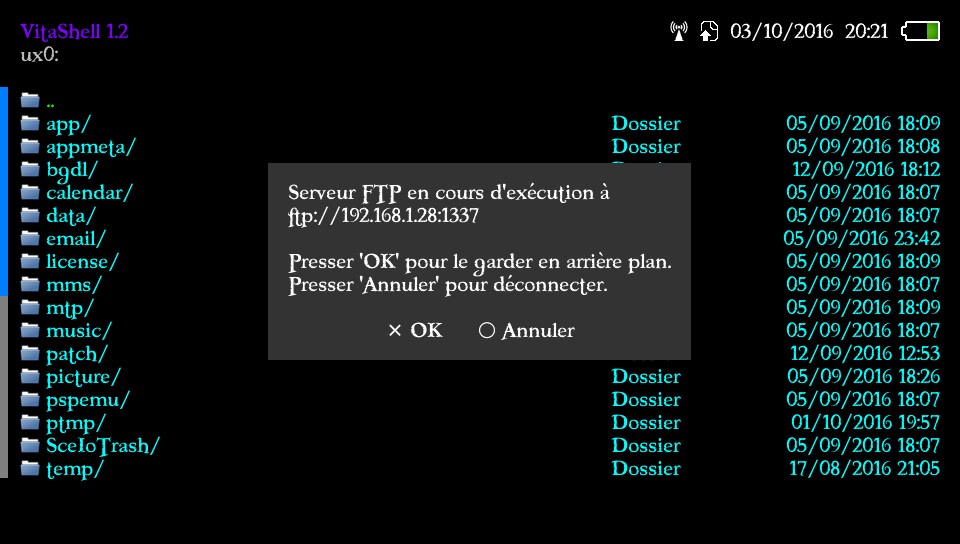 VitaShell 1.2
03/10/2016 20:21
ux0:
..
app/ Dossier 05/09/2016 18:09
appmeta/ Dossier 05/09/2016 18:08
bgdl/ 12/09/2016 18:12
calendar/ 05/09/2016 18:07
data/ 05/09/2016 18:07
email/ 05/09/2016 23:42
license/ 05/09/2016 18:09
mms/ 05/09/2016 18:07
mtp/ 05/09/2016 18:09
music/ 05/09/2016 18:07
patch/ 12/09/2016 12:53
picture/ Dossier 05/09/2016 18:26
pspemu/ Dossier 05/09/2016 18:07
ptmp/ Dossier 01/10/2016 19:57
SceIoTrash/ Dossier 05/09/2016 18:07
temp/ Dossier 17/08/2016 21:05
Serveur FTP en cours d'exécution à
ftp://192.168.1.28:1337
Presser 'OK' pour le garder en arrière plan.
Presser 'Annuler' pour déconnecter.
✕ OK ○ Annuler